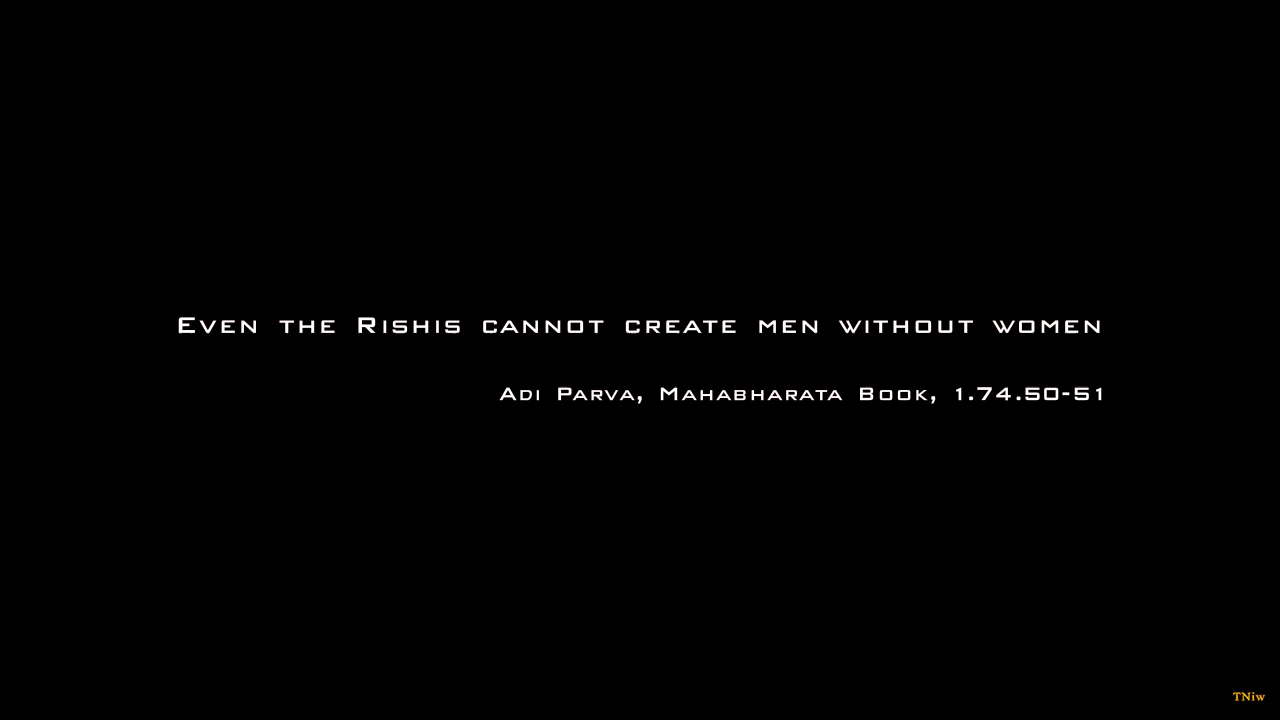 Even the Rishis cannot create men without women
Adi Parva, Mahabharata Book, 1.74.50-51
TNiw